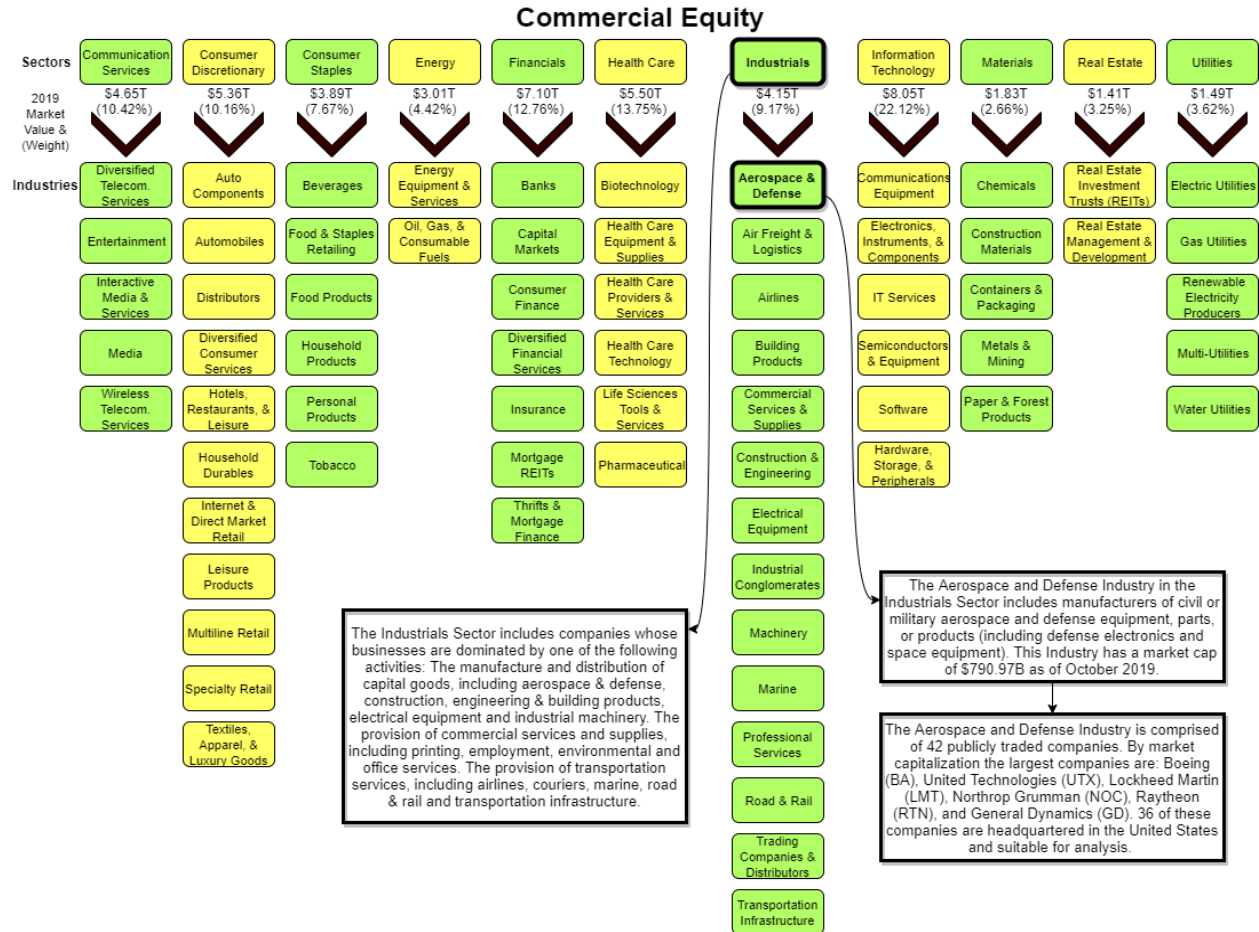 Commercial Equity
Sectors
Communication
Services
Consumer
Discretionary
Consumer
Staples
Energy
Financials
Health Care
Industrials
Information
Technology
Materials
Real Estate
Utilities
2019
Market
Value &
(Weight)
$4.65T
(10.42%)
$5.36T
(10.16%)
$3.89T
(7.67%)
$3.01T
(4.42%)
$7.10T
(12.76%)
$5.50T
(13.75%)
$4.15T
(9.17%)
$8.05T
(22.12%)
$1.83T
(2.66%)
$1.41T
(3.25%)
$1.49T
(3.62%)
Industries
Diversified
Telecom.
Services
Entertainment
Interactive
Media &
Services
Media
Wireless
Telecom.
Services
Auto
Components
Automobiles
Distributors
Diversified
Consumer
Services
Hotels,
Restaurants, &
Leisure
Household
Durables
Internet &
Direct Market
Retail
Leisure
Products
Multiline Retail
Specialty Retail
Textiles,
Apparel, &
Luxury Goods
Beverages
Food & Staples
Retailing
Food Products
Household
Products
Personal
Products
Tobacco
Energy
Equipment &
Services
Oil, Gas, &
Consumable
Fuels
Banks
Capital
Markets
Consumer
Finance
Diversified
Financial
Services
Insurance
Mortgage
REITs
Thrifts &
Mortgage
Finance
Biotechnology
Health Care
Equipment &
Supplies
Health Care
Providers &
Services
Health Care
Technology
Life Sciences
Tools &
Services
Pharmaceutical
Aerospace &
Defense
Air Freight &
Logistics
Airlines
Building
Products
Commercial
Services &
Supplies
Construction &
Engineering
Electrical
Equipment
Industrial
Conglomerates
Machinery
Marine
Professional
Services
Road & Rail
Trading
Companies &
Distributors
Transportation
Infrastructure
Communications
Equipment
Electronics,
Instruments, &
Components
IT Services
Semiconductors
& Equipment
Software
Hardware,
Storage, &
Peripherals
Chemicals
Construction
Materials
Containers &
Packaging
Metals &
Mining
Paper & Forest
Products
Real Estate
Investment
Trusts (REITs)
Real Estate
Management &
Development
Electric Utilities
Gas Utilities
Renewable
Electricity
Producers
Multi-Utilities
Water Utilities
The Industrials Sector includes companies whose
businesses are dominated by one of the following
activities: The manufacture and distribution of
capital goods, including aerospace & defense,
construction, engineering & building products,
electrical equipment and industrial machinery. The
provision of commercial services and supplies,
including printing, employment, environmental and
office services. The provision of transportation
services, including airlines, couriers, marine, road
& rail and transportation infrastructure.
The Aerospace and Defense Industry in the
Industrials Sector includes manufacturers of civil or
military aerospace and defense equipment, parts,
or products (including defense electronics and
space equipment). This Industry has a market cap
of $790.97B as of October 2019.
The Aerospace and Defense Industry is comprised
of 42 publicly traded companies. By market
capitalization the largest companies are: Boeing
(BA), United Technologies (UTX), Lockheed Martin
(LMT), Northrop Grumman (NOC), Raytheon
(RTN), and General Dynamics (GD). 36 of these
companies are headquartered in the United States
and suitable for analysis.